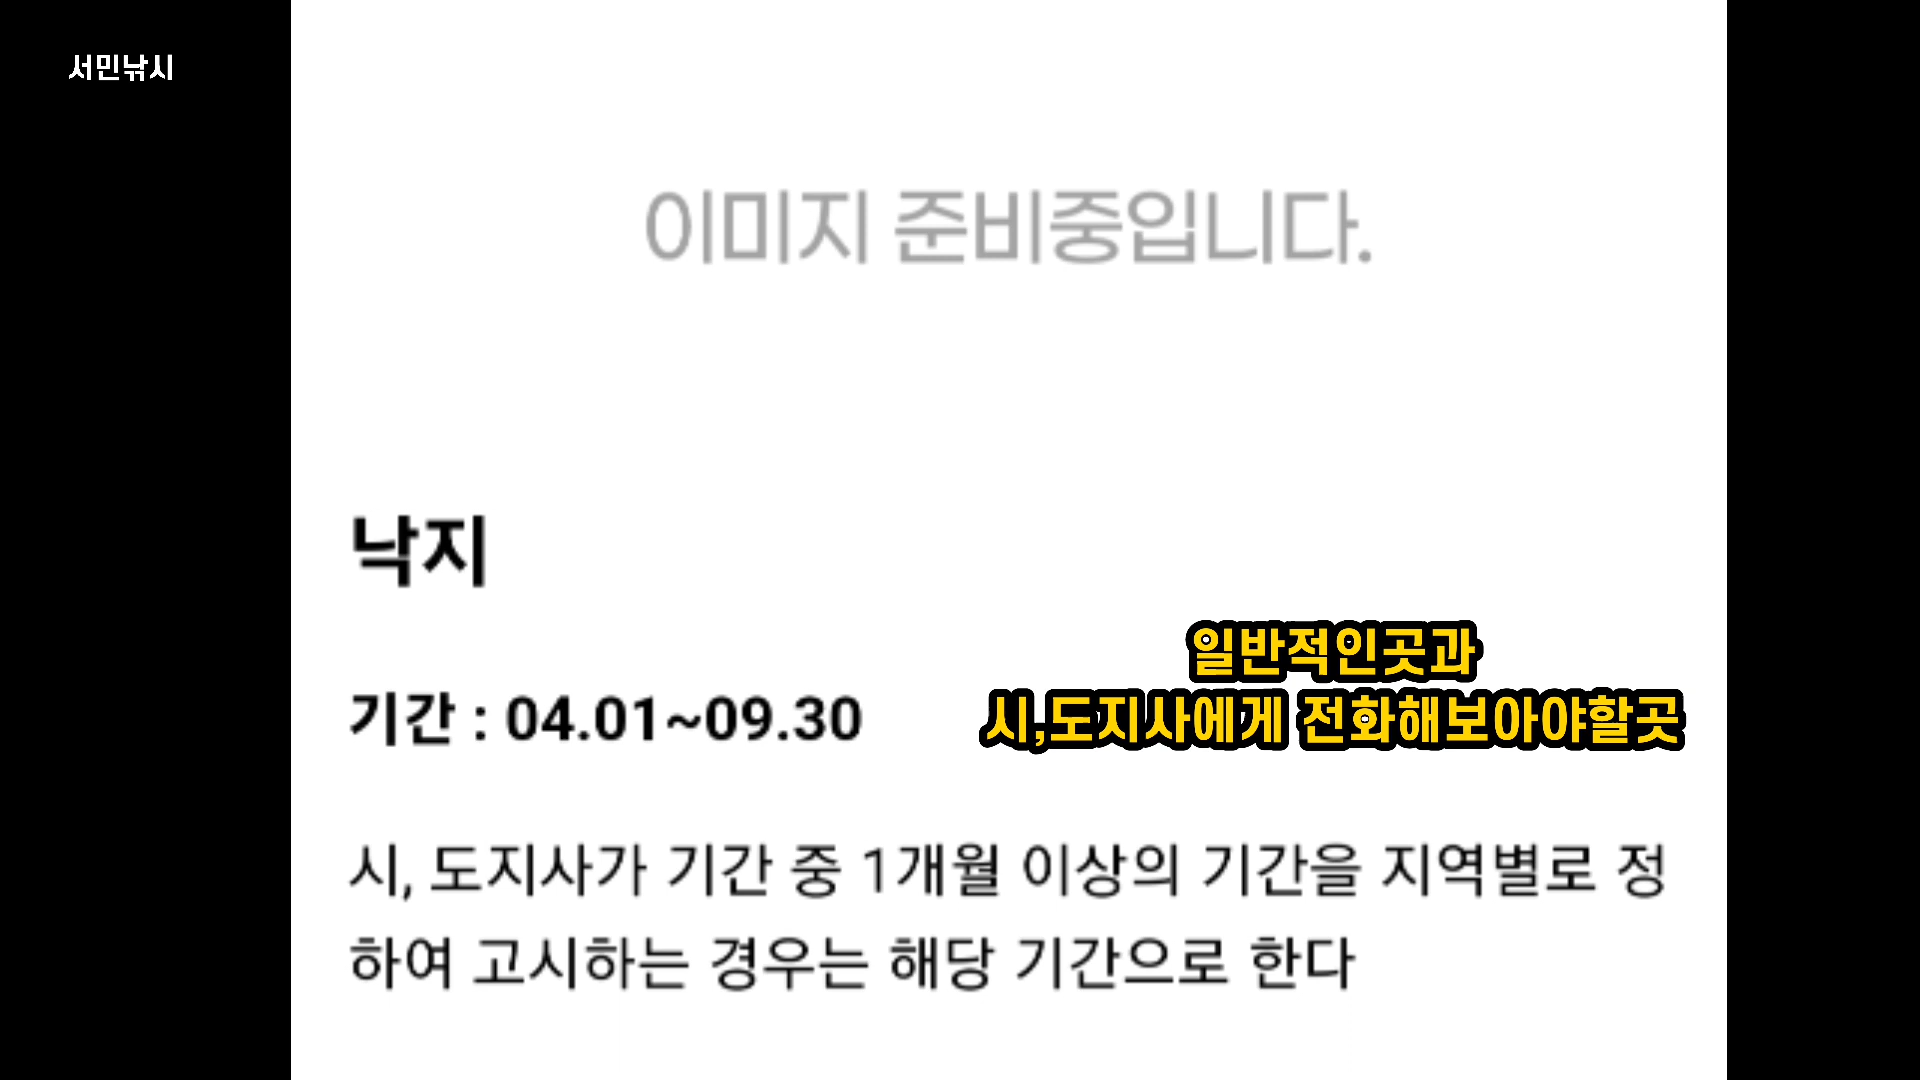 서민낚시
이미지 준비중입니다.
낙지
일반적인곳과
시,도지사에게 전화해보아야할곳
기간 : 04.01~09.30
시, 도지사가 기간 중 1개월 이상의 기간을 지역별로 정
하여 고시하는 경우는 해당 기간으로 한다